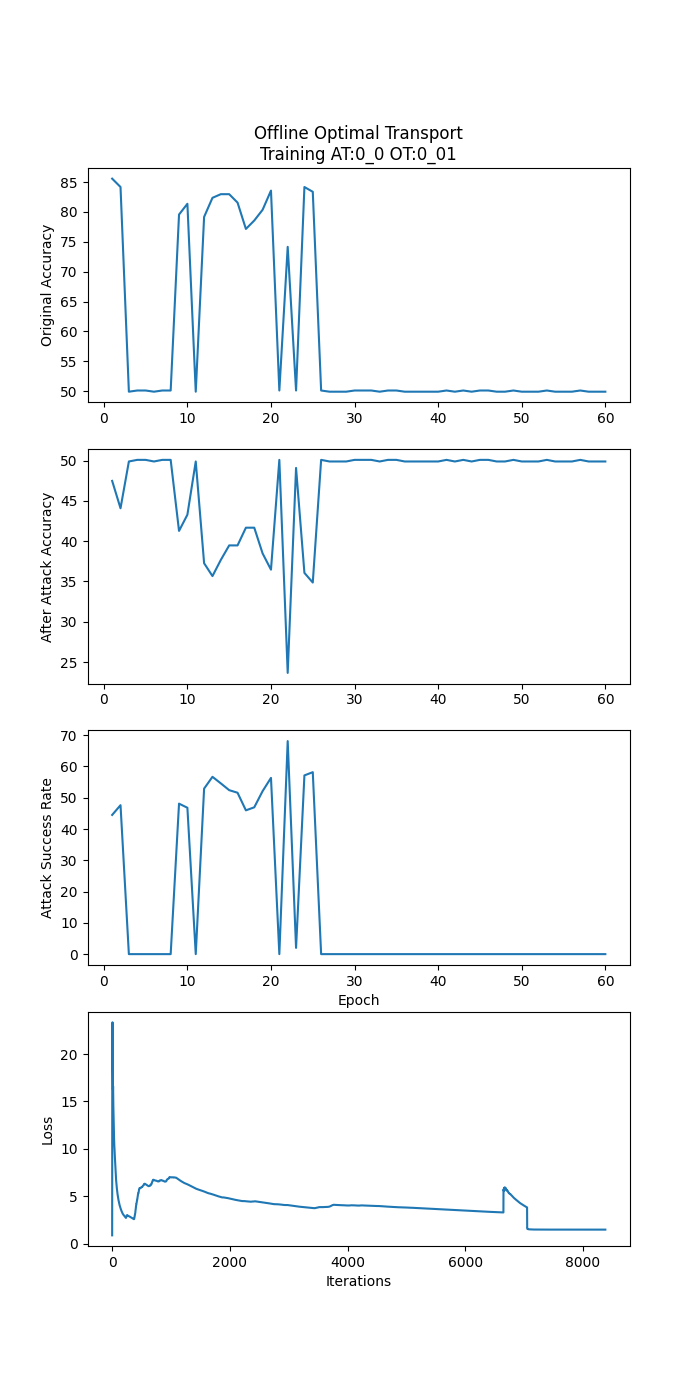 Offline Optimal Transport
Training AT:0_0 OT:0_01
Original Accuracy
85
80
75
70
65
60
55
50
0 10 20 30 40 50 60
After Attack Accuracy
50
45
40
35
30
25
0 10 20 30 40 50 60
Attack Success Rate
70
60
50
40
30
20
10
0
0 10 20 30 40 50 60
Epoch
Loss
20
15
10
5
0
0 2000 4000 6000 8000
Iterations